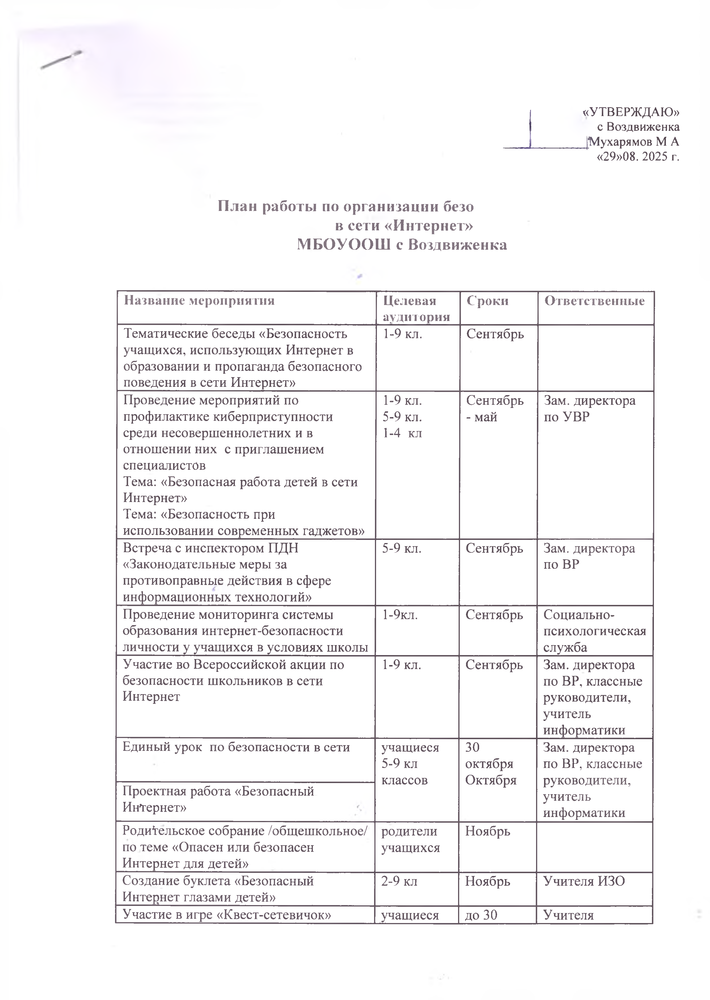 «УТВЕРЖДАЮ»
с Воздвиженка
Мухарямов М А
«29»08. 2025 г.
План работы по организации безо
в сети «Интернет»
МБОУООШ с Воздвиженка
Название мероприятия
Целевая
аудитория
Сроки
Ответственные
Тематические беседы «Безопасность
учащихся, использующих Интернет в
образовании и пропаганда безопасного
поведения в сети Интернет»
1-9 кл.
Сентябрь
Проведение мероприятий по
профилактике киберприступности
среди несовершеннолетних и в
отношении них  с приглашением
специалистов
Тема: «Безопасная работа детей в сети
Интернет»
Тема: «Безопасность при
использовании современных гаджетов»
1-9 кл.
5-9 кл.
1-4  кл
Сентябрь
- май
Зам. директора
по УВР
Встреча с инспектором ПДН
«Законодательные меры за
противоправные действия в сфере
информационных технологий»
5-9 кл.
Сентябрь
Зам. директора
по ВР
Проведение мониторинга системы
образования интернет-безопасности
личности у учащихся в условиях школы
1-9кл.
Сентябрь
Социально-
психологическая
служба
Участие во Всероссийской акции по
безопасности школьников в сети
Интернет
1-9 кл.
Сентябрь
Зам. директора
по ВР, классные
руководители,
учитель
информатики
Единый урок  по безопасности в сети
Проектная работа «Безопасный
Интернет»
учащиеся
5-9 кл
классов
30
октября
Октября
Зам. директора
по ВР, классные
руководители,
учитель
информатики
Родительское собрание /общешкольное/
по теме «Опасен или безопасен
Интернет для детей»
родители
учащихся
Ноябрь
Создание буклета «Безопасный
Интернет глазами детей»
2-9 кл
Ноябрь
Учителя ИЗО
Участие в игре «Квест-сетевичок»
учащиеся
до 30
Учителя